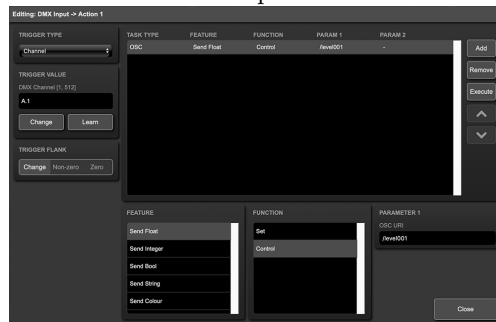 Editing: DMX Input -> Action 1
TRIGGER TYPE
Channel
TRIGGER VALUE
DMX Channel [1, 512]
A.1
Change Learn
TRIGGER FLANK
Change Non-zero Zero
TASK TYPE FEATURE FUNCTION PARAM 1 PARAM 2
OSC Send Float Control /level001 -
Add
Remove
Execute
FEATURE
Send Float
Send Integer
Send Bool
Send String
Send Colour
FUNCTION
Set
Control
PARAMETER 1
OSC URI
/level001
Close